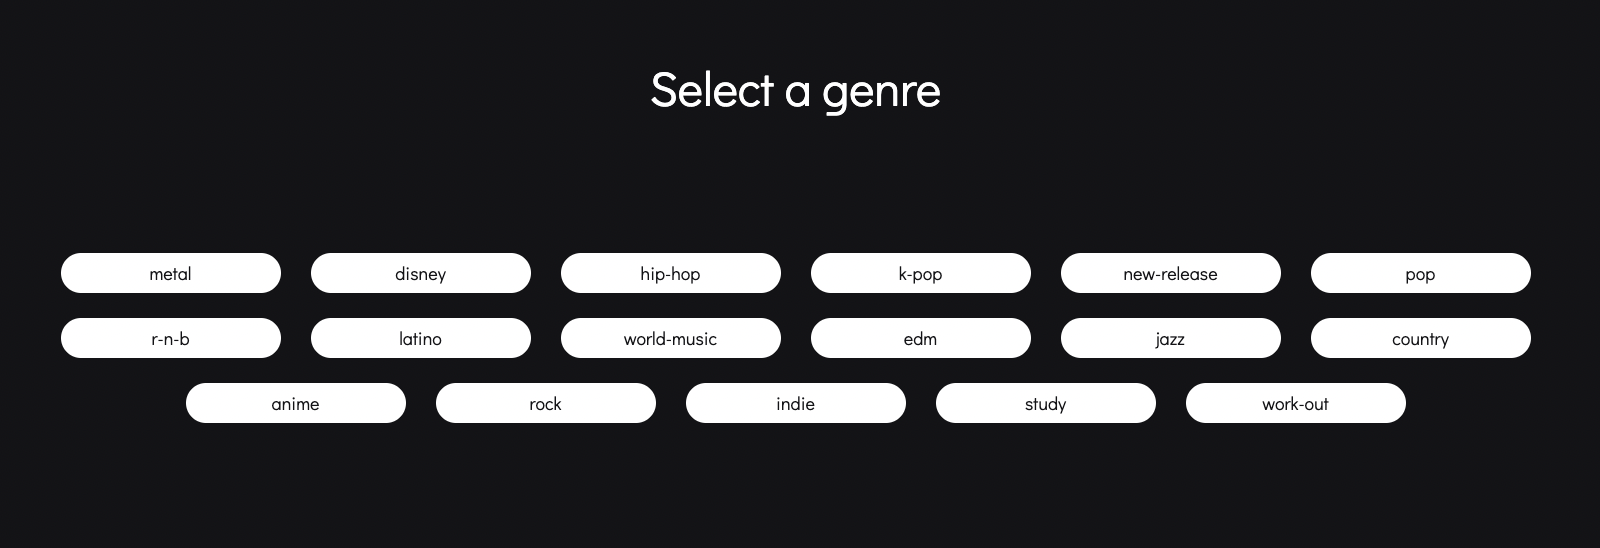 Select a genre
metal disney hip-hop k-pop new-release pop
r-n-b latino world-music edm jazz country
anime rock indie study work-out